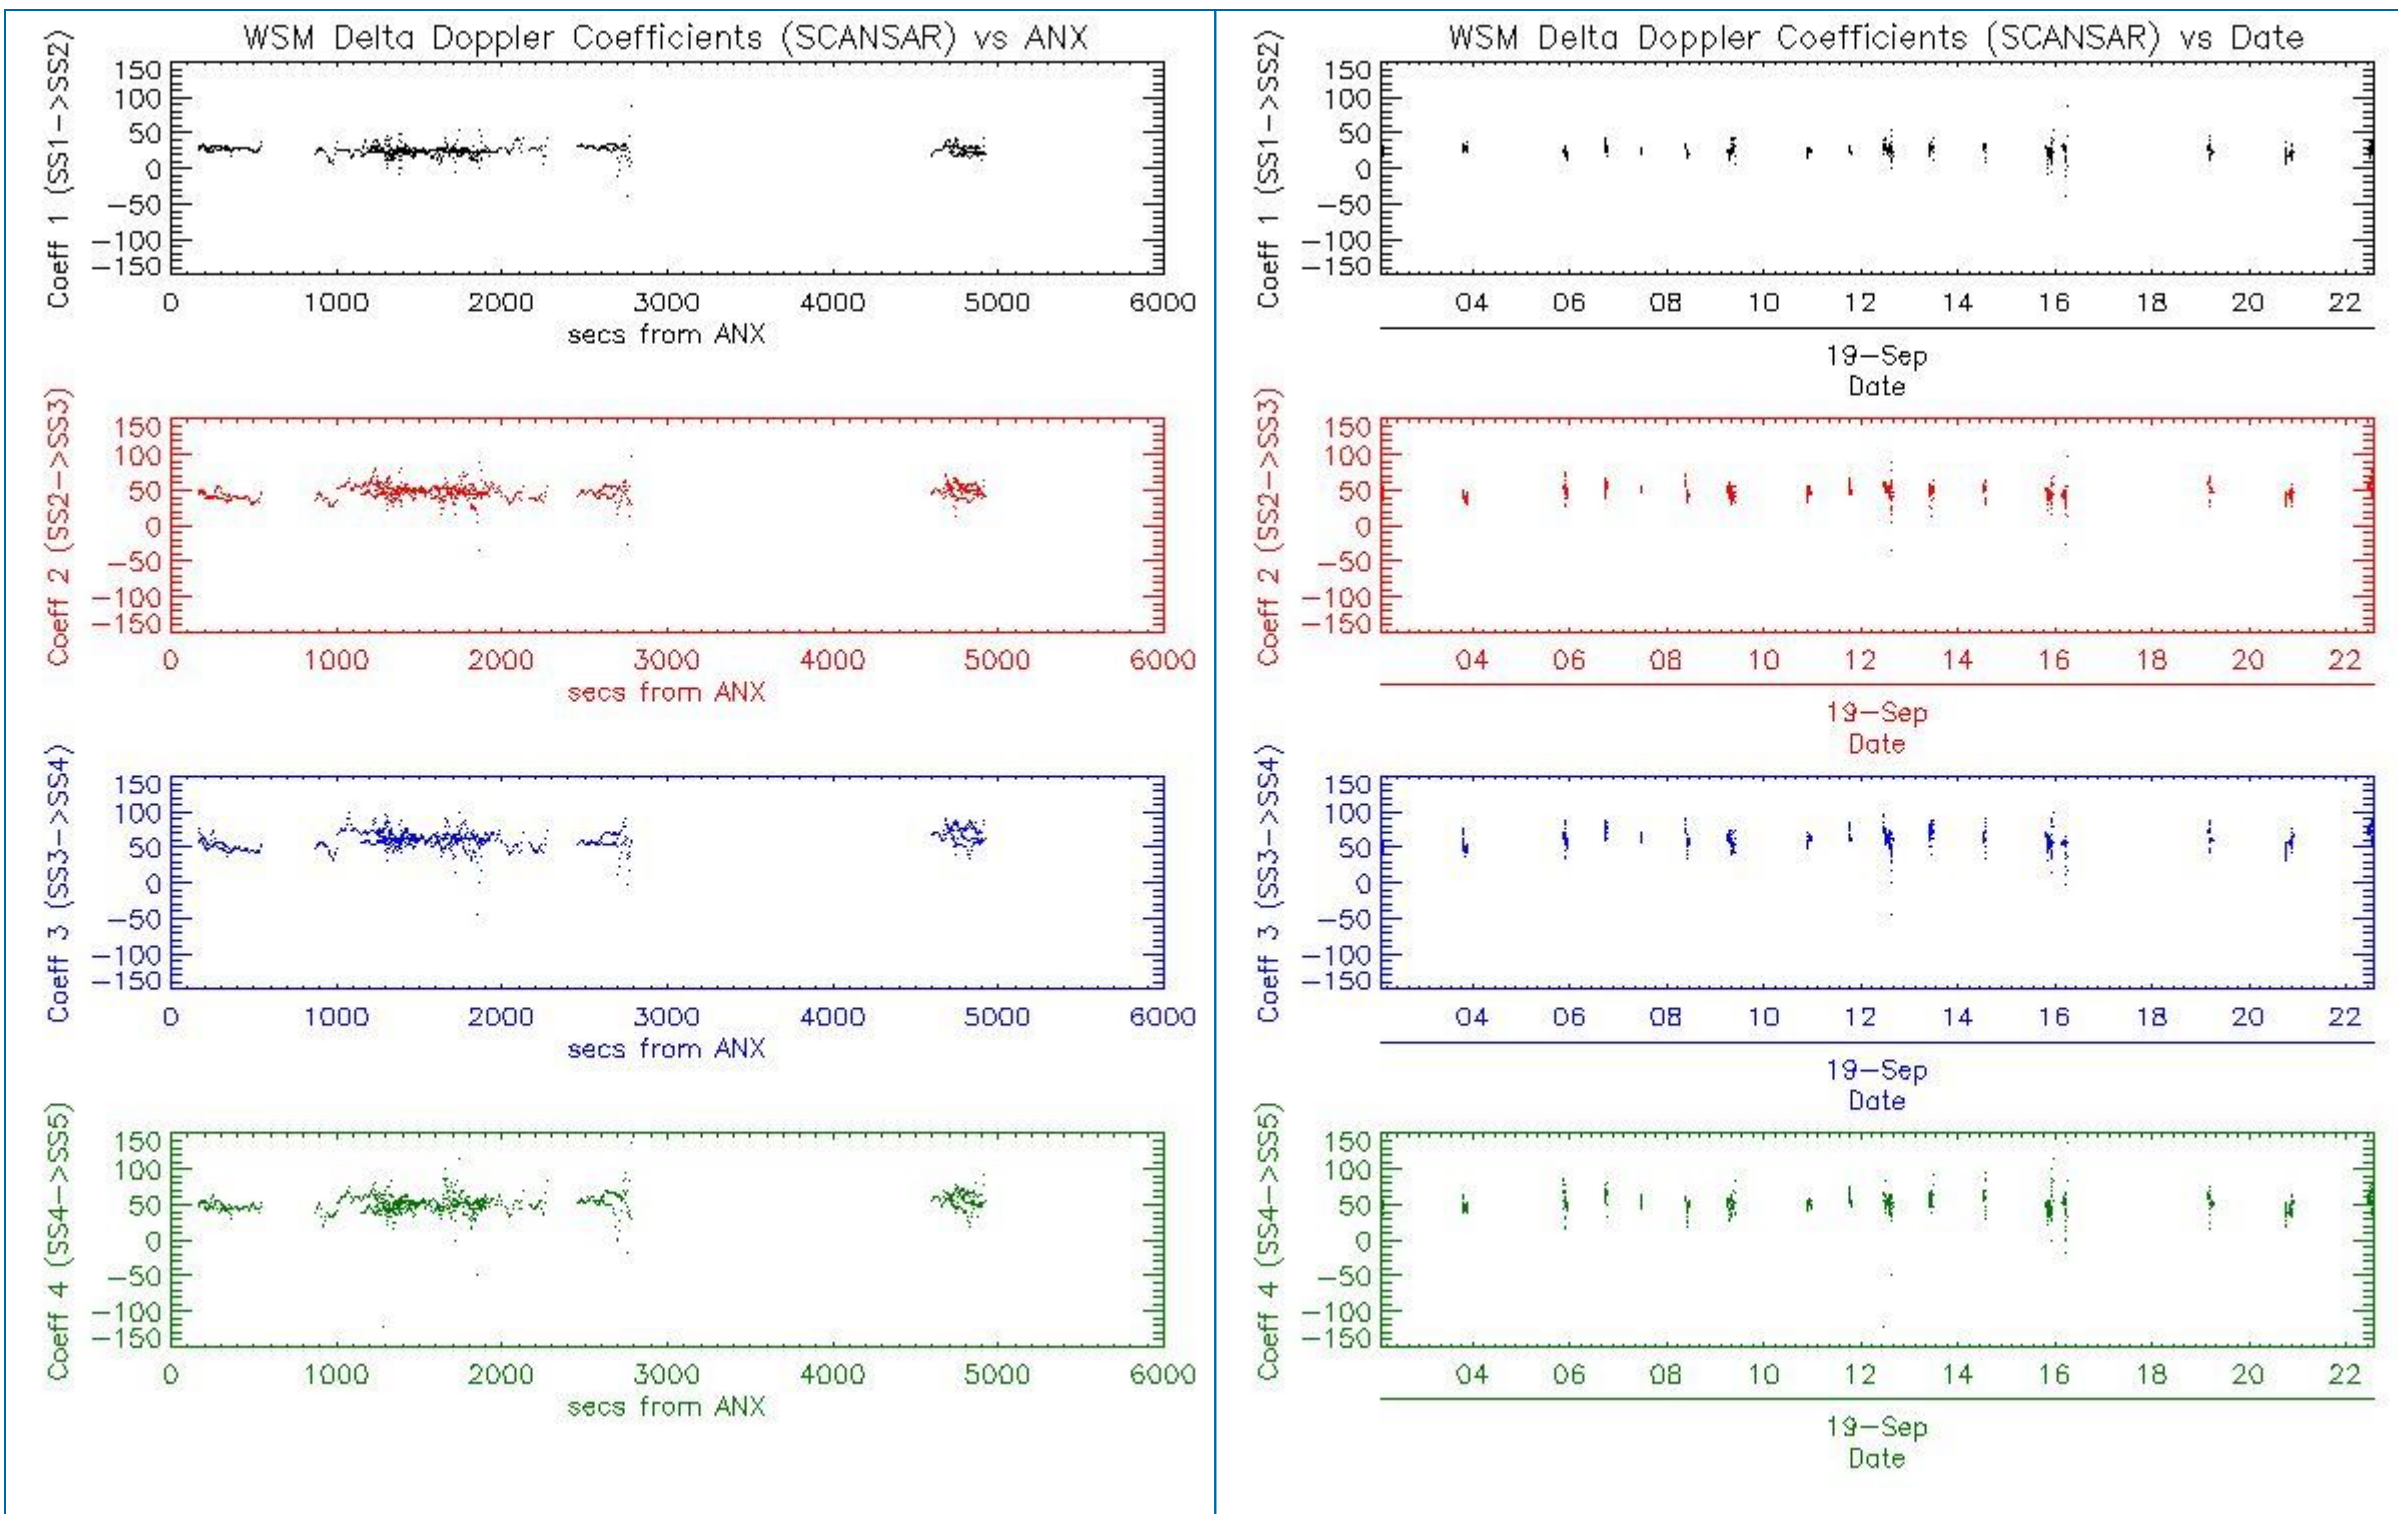 WSM Delta Doppler Coefficients (SCANSAR) vs ANX
Coeff 1 (SS1->SS2)
150
100
50
0
-50
-100
-150
0 1000 2000 3000 4000 5000 6000
secs from ANX
Coeff 2 (SS2->SS3)
150
100
50
0
-50
-100
-150
0 1000 2000 3000 4000 5000 6000
secs from ANX
Coeff 3 (SS3->SS4)
150
100
50
0
-50
-100
-150
0 1000 2000 3000 4000 5000 6000
secs from ANX
Coeff 4 (SS4->SS5)
150
100
50
0
-50
-100
-150
0 1000 2000 3000 4000 5000 6000
secs from ANX
WSM Delta Doppler Coefficients (SCANSAR) vs Date
Coeff 1 (SS1->SS2)
150
100
50
0
-50
-100
-150
04 06 08 10 12 14 16 18 20 22
19-Sep
Date
Coeff 2 (SS2->SS3)
150
100
50
0
-50
-100
-150
04 06 08 10 12 14 16 18 20 22
19-Sep
Date
Coeff 3 (SS3->SS4)
150
100
50
0
-50
-100
-150
04 06 08 10 12 14 16 18 20 22
19-Sep
Date
Coeff 4 (SS4->SS5)
150
100
50
0
-50
-100
-150
04 06 08 10 12 14 16 18 20 22
19-Sep
Date